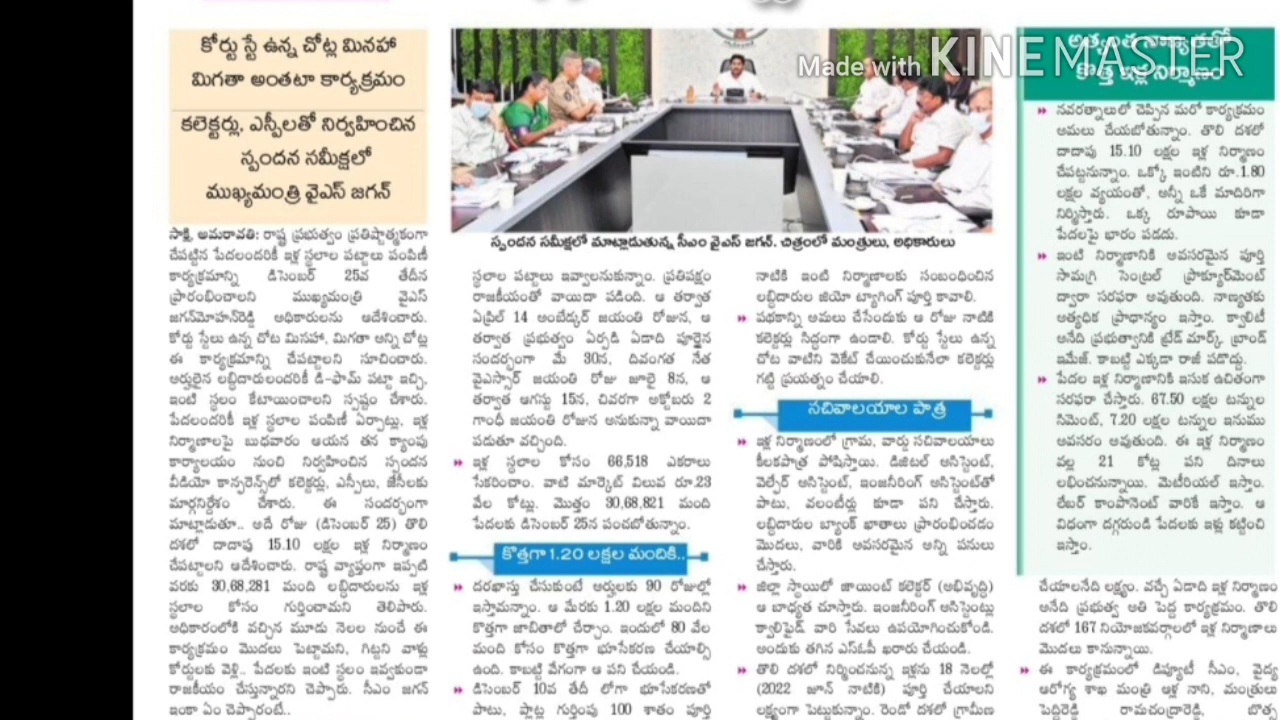 కోర్టు స్టే ఉన్న చోట్ల మినహా
మిగతా అంతటా కార్యక్రమం
కలెక్టర్లు, ఎస్పీలతో నిర్వహించిన
స్పందన సమీక్షలో
ముఖ్యమంత్రి వైఎస్ జగన్
సాక్షి, అమరావతి: రాష్ట్ర ప్రభుత్వం ప్రతిష్టాత్మకంగా
చేపట్టిన పేదలందరికీ ఇళ్ల స్థలాల పట్టాలు పంపిణీ
కార్యక్రమాన్ని డిసెంబర్ 25వ తేదీన
ప్రారంభించాలని ముఖ్యమంత్రి వైఎస్
జగన్‌మోహన్‌రెడ్డి అధికారులను ఆదేశించారు.
కోర్టు స్టేలు ఉన్న చోట మినహా, మిగతా అన్ని చోట్ల
ఈ కార్యక్రమాన్ని చేపట్టాలని సూచించారు.
అర్హులైన లబ్ధిదారులందరికీ డి-ఫామ్ పట్టా ఇచ్చి,
ఇంటి స్థలం కేటాయించాలని స్పష్టం చేశారు.
పేదలందరికీ ఇళ్ల స్థలాల పంపిణీ ఏర్పాట్లు, ఇళ్ల
నిర్మాణాలపై బుధవారం ఆయన తన క్యాంపు
కార్యాలయం నుంచి నిర్వహించిన స్పందన
వీడియో కాన్ఫరెన్స్‌లో కలెక్టర్లు, ఎస్పీలు, జేసీలకు
మార్గనిర్దేశం చేశారు. ఈ సందర్భంగా
మాట్లాడుతూ.. అదే రోజు (డిసెంబర్ 25) తొలి
దశలో దాదాపు 15.10 లక్షల ఇళ్ల నిర్మాణం
చేపట్టాలని ఆదేశించారు. రాష్ట్ర వ్యాప్తంగా ఇప్పటి
వరకు 30,68,281 మంది లబ్ధిదారులను ఇళ్ల
స్థలాల కోసం గుర్తించామని తెలిపారు.
అధికారంలోకి వచ్చిన మూడు నెలల నుంచే ఈ
కార్యక్రమం మొదలు పెట్టామని, గిట్టని వాళ్లు
కోర్టులకు వెళ్లి.. పేదలకు ఇంటి స్థలం ఇవ్వకుండా
రాజకీయం చేస్తున్నారని చెప్పారు. సీఎం జగన్
ఇంకా ఏం చెప్పారంటే..
స్పందన సమీక్షలో మాట్లాడుతున్న సీఎం వైఎస్ జగన్. చిత్రంలో మంత్రులు, అధికారులు
స్థలాల పట్టాలు ఇవ్వాలనుకున్నాం. ప్రతిపక్షం
రాజకీయంతో వాయిదా పడింది. ఆ తర్వాత
ఏప్రిల్ 14 అంబేడ్కర్ జయంతి రోజున, ఆ
తర్వాత ప్రభుత్వం ఏర్పడి ఏడాది పూర్తైన
సందర్భంగా మే 30న, దివంగత నేత
వైఎస్సార్ జయంతి రోజు జూలై 8న, ఆ
తర్వాత ఆగస్టు 15న, చివరగా అక్టోబరు 2
గాంధీ జయంతి రోజున అనుకున్నా వాయిదా
పడుతూ వచ్చింది.
ఇళ్ల స్థలాల కోసం 66,518 ఎకరాలు
సేకరించాం. వాటి మార్కెట్ విలువ రూ.23
వేల కోట్లు. మొత్తం 30,68,821 మంది
పేదలకు డిసెంబర్ 25న పంచబోతున్నాం.
కొత్తగా 1.20 లక్షల మందికి..
దరఖాస్తు చేసుకుంటే అర్హులకు 90 రోజుల్లో
ఇస్తామన్నాం. ఆ మేరకు 1.20 లక్షల మందిని
కొత్తగా జాబితాలో చేర్చాం. ఇందులో 80 వేల
మంది కోసం కొత్తగా భూసేకరణ చేయాల్సి
ఉంది. కాబట్టి వేగంగా ఆ పని చేయండి.
డిసెంబర్ 10వ తేదీ లోగా భూసేకరణతో
పాటు, ప్లాట్ల గుర్తింపు 100 శాతం పూర్తి
నాటికి ఇంటి నిర్మాణాలకు సంబంధించిన
లబ్ధిదారుల జియో ట్యాగింగ్ పూర్తి కావాలి.
పథకాన్ని అమలు చేసేందుకు ఆ రోజు నాటికి
కలెక్టర్లు సిద్ధంగా ఉండాలి. కోర్టు స్టేలు ఉన్న
చోట వాటిని వెకేట్ చేయించుకునేలా కలెక్టర్లు
గట్టి ప్రయత్నం చేయాలి.
సచివాలయాల పాత్ర
ఇళ్ల నిర్మాణంలో గ్రామ, వార్డు సచివాలయాలు
కీలకపాత్ర పోషిస్తాయి. డిజిటల్ అసిస్టెంట్,
వెల్ఫేర్ అసిస్టెంట్, ఇంజనీరింగ్ అసిస్టెంట్‌తో
పాటు, వలంటీర్లు కూడా పని చేస్తారు.
లబ్ధిదారుల బ్యాంక్ ఖాతాలు ప్రారంభించడం
మొదలు, వారికి అవసరమైన అన్ని పనులు
చేస్తారు.
జిల్లా స్థాయిలో జాయింట్ కలెక్టర్ (అభివృద్ధి)
ఆ బాధ్యత చూస్తారు. ఇంజనీరింగ్ అసిస్టెంట్లు
క్వాలిఫైడ్ వారి సేవలు ఉపయోగించుకోండి.
అందుకు తగిన ఎస్ఓపీ ఖరారు చేయండి.
తొలి దశలో నిర్మించనున్న ఇళ్లను 18 నెలల్లో
(2022 జూన్ నాటికి) పూర్తి చేయాలని
లక్ష్యంగా పెట్టుకున్నాం. రెండో దశలో గ్రామీణ
Made with KINEMASTER
అత్యంత నాణ్యతతో
కొత్త ఇళ్ల నిర్మాణం
నవరత్నాలులో చెప్పిన మరో కార్యక్రమం
అమలు చేయబోతున్నాం. తొలి దశలో
దాదాపు 15.10 లక్షల ఇళ్ల నిర్మాణం
చేపట్టనున్నాం. ఒక్కో ఇంటిని రూ.1.80
లక్షల వ్యయంతో, అన్నీ ఒకే మాదిరిగా
నిర్మిస్తారు. ఒక్క రూపాయి కూడా
పేదలపై భారం పడదు.
ఇంటి నిర్మాణానికి అవసరమైన పూర్తి
సామగ్రి సెంట్రల్ ప్రొక్యూర్‌మెంట్
ద్వారా సరఫరా అవుతుంది. నాణ్యతకు
అత్యధిక ప్రాధాన్యం ఇస్తాం. క్వాలిటీ
అనేది ప్రభుత్వానికి ట్రేడ్ మార్క్, బ్రాండ్
ఇమేజ్. కాబట్టి ఎక్కడా రాజీ పడొద్దు.
పేదల ఇళ్ల నిర్మాణానికి ఇసుక ఉచితంగా
సరఫరా చేస్తారు. 67.50 లక్షల టన్నుల
సిమెంట్, 7.20 లక్షల టన్నుల ఇనుము
అవసరం అవుతుంది. ఈ ఇళ్ల నిర్మాణం
వల్ల 21 కోట్ల పని దినాలు
లభించనున్నాయి. మెటీరియల్ ఇస్తాం.
లేబర్ కాంపొనెంట్ వారికే ఇస్తాం. ఆ
విధంగా దగ్గరుండి పేదలకు ఇళ్లు కట్టించి
ఇస్తాం.
చేయాలనేది లక్ష్యం. వచ్చే ఏడాది ఇళ్ల నిర్మాణం
అనేది ప్రభుత్వ అతి పెద్ద కార్యక్రమం. తొలి
దశలో 167 నియోజకవర్గాలలో ఇళ్ల నిర్మాణాలు
మొదలు కానున్నాయి.
ఈ కార్యక్రమంలో డిప్యూటీ సీఎం, వైద్య
ఆరోగ్య శాఖ మంత్రి ఆళ్ల నాని, మంత్రులు
పెద్దిరెడ్డి రామచంద్రారెడ్డి, బొత్స